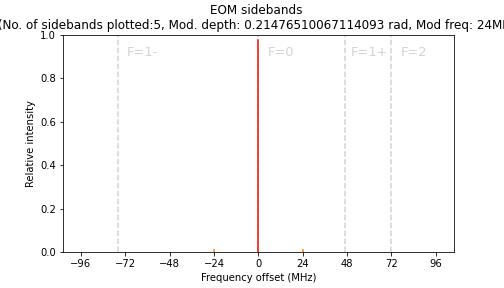 EOM sidebands
(No. of sidebands plotted:5, Mod. depth: 0.21476510067114093 rad, Mod freq: 24M
1.0
F=1- F=0 F=1+ F=2
0.8
0.6
0.4
0.2
0.0
Relative intensity
−96 −72 −48 −24 0 24 48 72 96
Frequency offset (MHz)